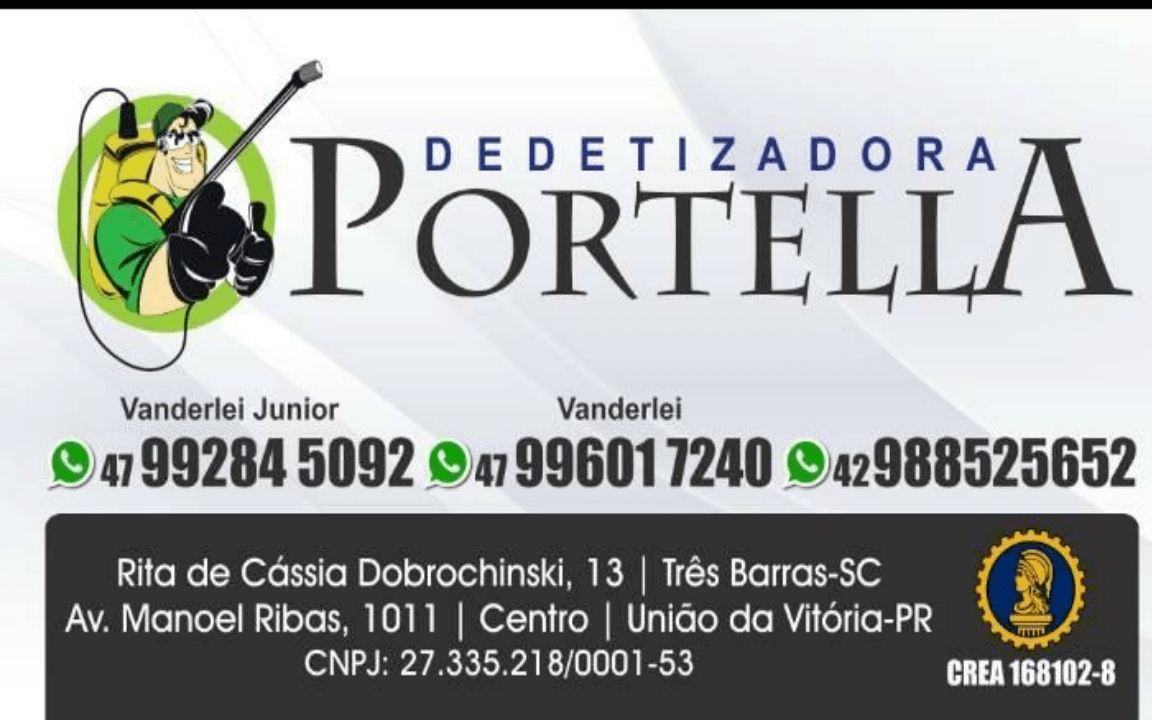 DEDETIZADORA
PORTELLA
Vanderlei Junior Vanderlei
47 99284 5092 47 99601 7240 42 988525652
Rita de Cássia Dobrochinski, 13 | Três Barras-SC
Av. Manoel Ribas, 1011 | Centro | União da Vitória-PR
CNPJ: 27.335.218/0001-53
CREA 168102-8